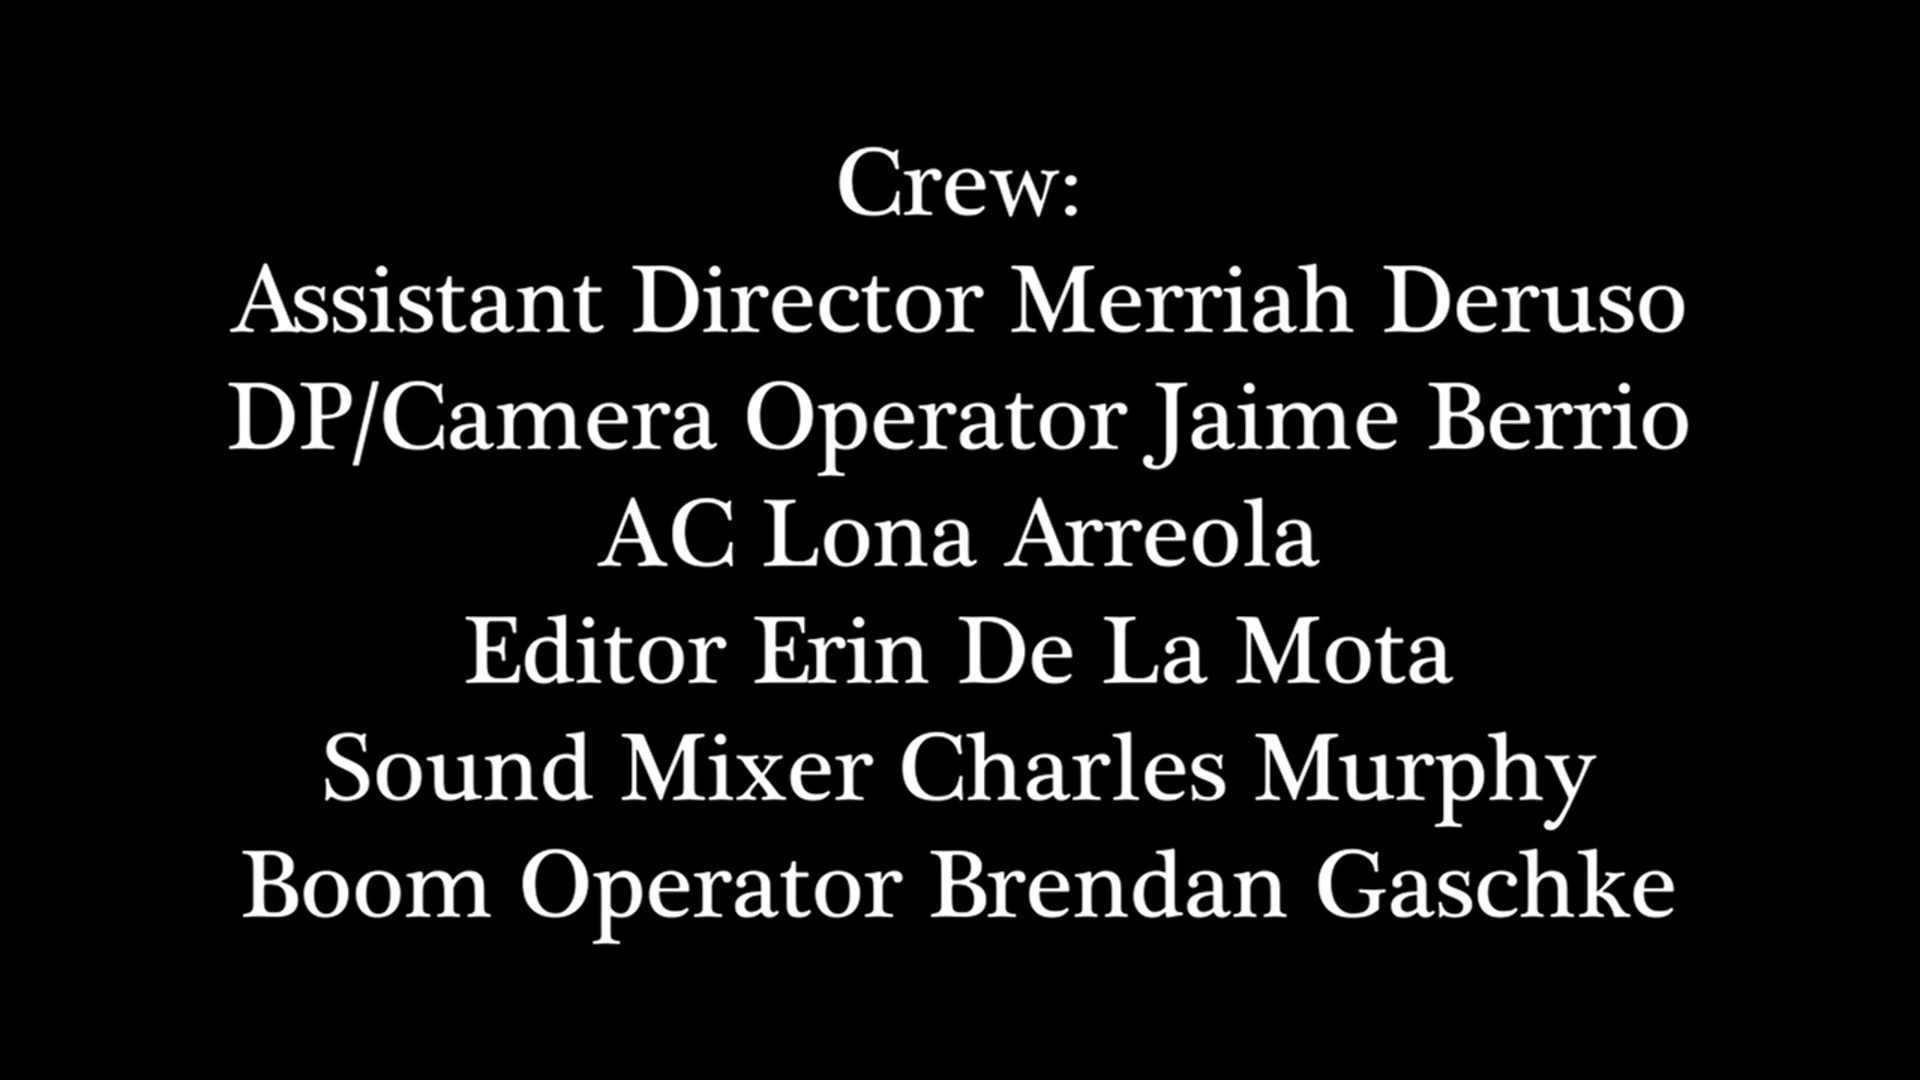 Crew:
Assistant Director Merriah Deruso
DP/Camera Operator Jaime Berrio
AC Lona Arreola
Editor Erin De La Mota
Sound Mixer Charles Murphy
Boom Operator Brendan Gaschke